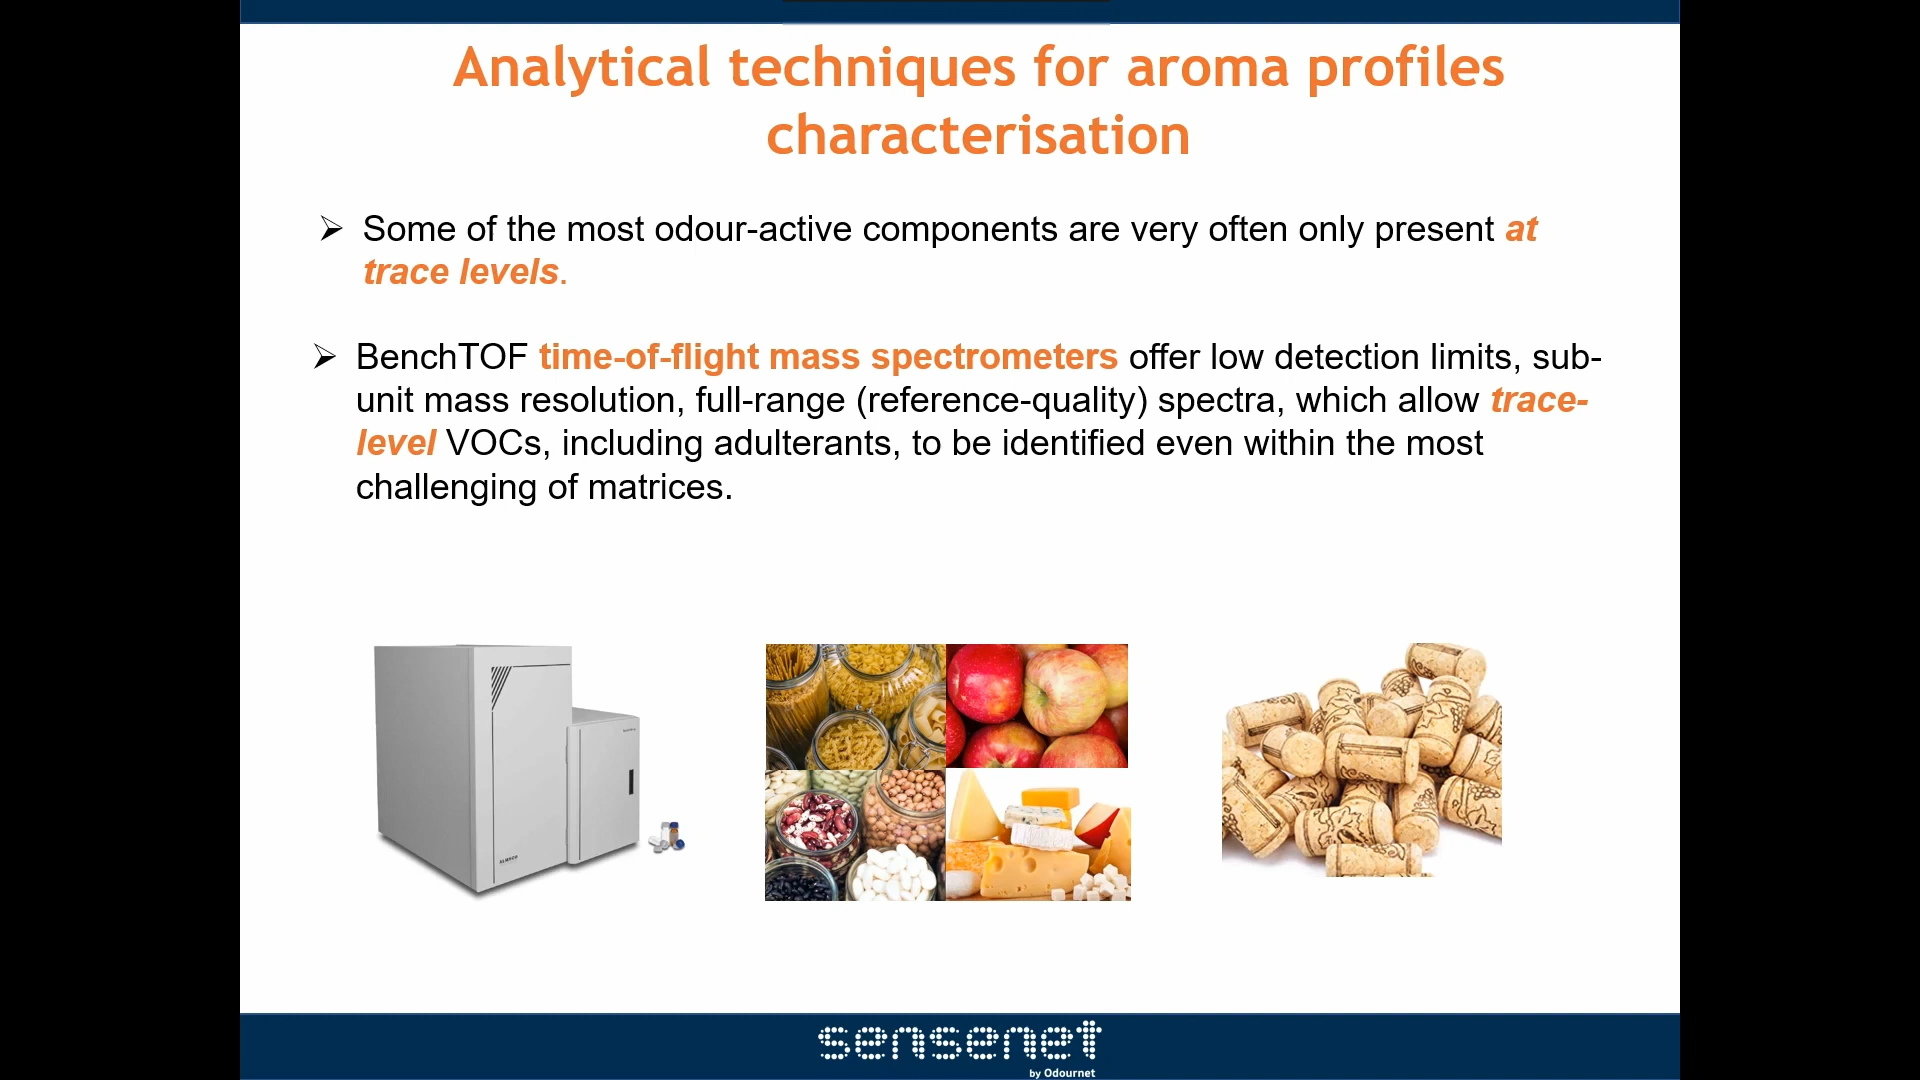 Analytical techniques for aroma profiles
characterisation
Some of the most odour-active components are very often only present at
trace levels.
BenchTOF time-of-flight mass spectrometers offer low detection limits, sub-
unit mass resolution, full-range (reference-quality) spectra, which allow trace-
level VOCs, including adulterants, to be identified even within the most
challenging of matrices.
ALMSCO
sensenet
by Odournet